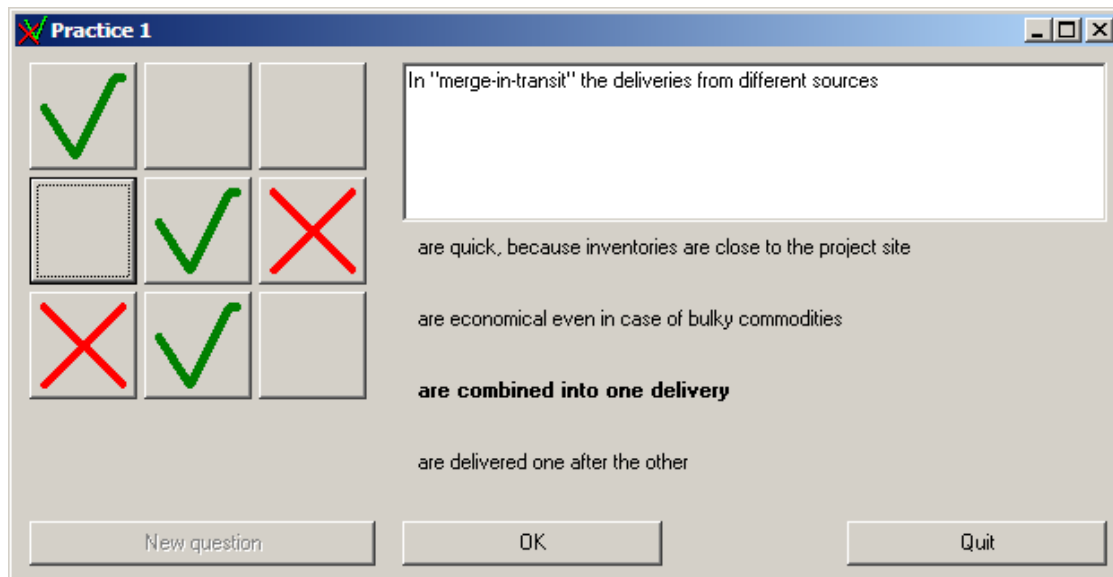 Practice 1
In "merge-in-transit" the deliveries from different sources
are quick, because inventories are close to the project site
are economical even in case of bulky commodities
are combined into one delivery
are delivered one after the other
New question
OK
Quit